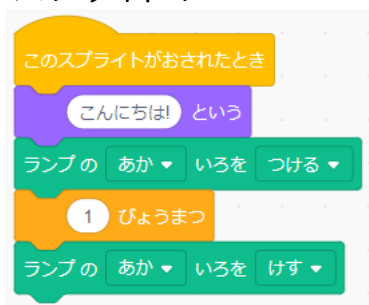 このスプライトがおされたとき
こんにちは! という
ランプの あか いろを つける
1 びょうまつ
ランプの あか いろを けす